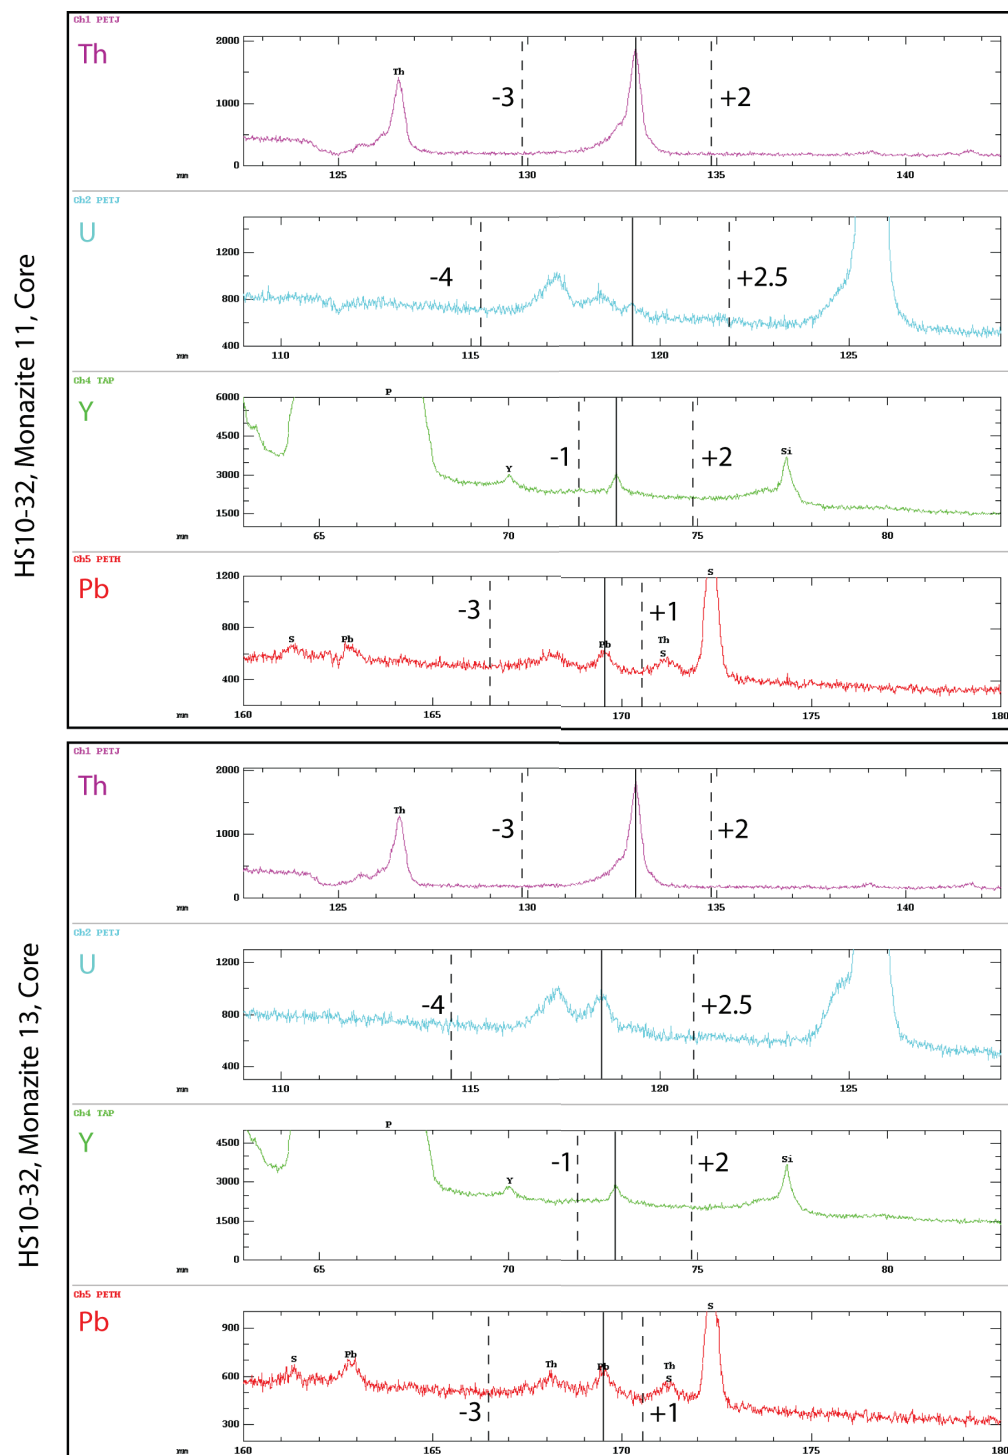 HS10-32, Monazite 11, Core
Ch1 PETJ
Th
2000
1000
0
Th
-3
+2
mm
125
130
135
140
Ch2 PETJ
U
1200
800
400
-4
+2.5
mm
110
115
120
125
Ch4 TAP
Y
6000
4500
3000
1500
P
Y
-1
+2
Si
mm
65
70
75
80
Ch5 PETH
Pb
1200
800
400
S
Pb
-3
Pb
+1
Th
S
S
mm
160
165
170
175
180
HS10-32, Monazite 13, Core
Ch1 PETJ
Th
2000
1000
0
Th
-3
+2
mm
125
130
135
140
Ch2 PETJ
U
1200
800
400
-4
+2.5
mm
110
115
120
125
Ch4 TAP
Y
4500
3000
1500
0
P
Y
-1
+2
Si
mm
65
70
75
80
Ch5 PETH
Pb
900
600
300
S
Pb
-3
Th
Pb
+1
Th
S
S
mm
160
165
170
175
180